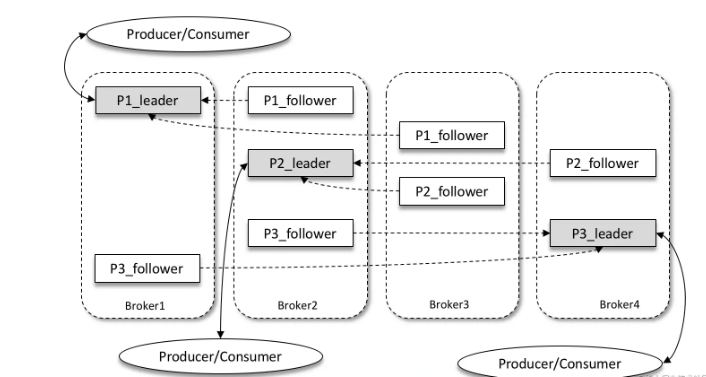 Producer/Consumer
P1_leader
P1_follower
P1_follower
P2_leader
P2_follower
P2_follower
P3_follower
P3_leader
P3_follower
Broker1
Broker2
Broker3
Broker4
Producer/Consumer
Producer/Consumer